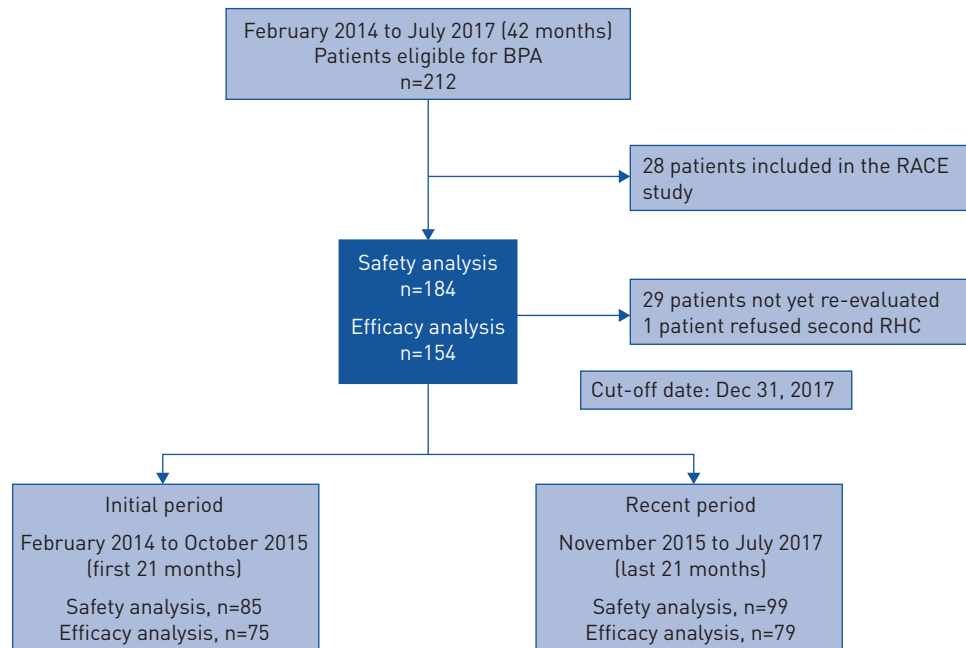 February 2014 to July 2017 (42 months)
Patients eligible for BPA
n=212
28 patients included in the RACE
study
Safety analysis
n=184
Efficacy analysis
n=154
29 patients not yet re-evaluated
1 patient refused second RHC
Cut-off date: Dec 31, 2017
Initial period
February 2014 to October 2015
(first 21 months)
Safety analysis, n=85
Efficacy analysis, n=75
Recent period
November 2015 to July 2017
(last 21 months)
Safety analysis, n=99
Efficacy analysis, n=79